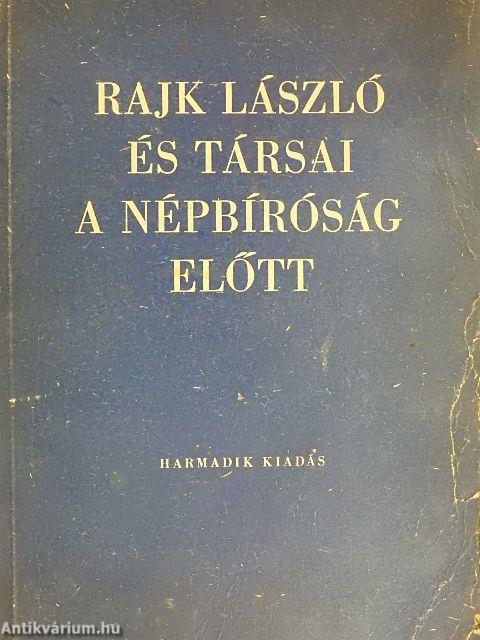 RAJK LÁSZLÓ
ÉS TÁRSAI
A NÉPBÍRÓSÁG
ELŐTT
HARMADIK KIADÁS
Antikvárium.hu